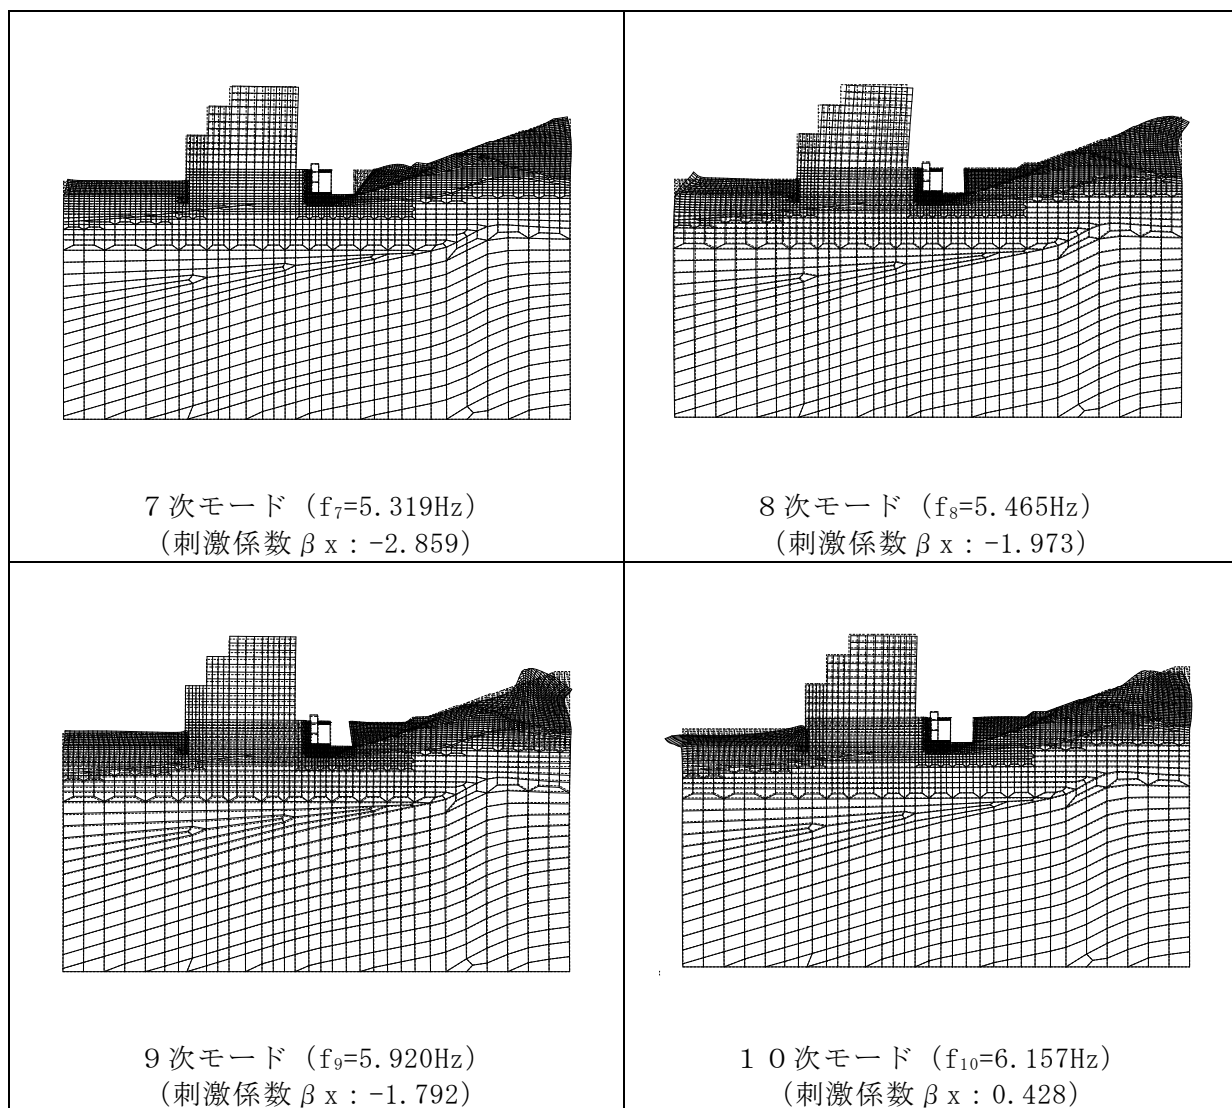 ７次モード（f₇=5.319Hz）
（刺激係数βx：-2.859）
８次モード（f₈=5.465Hz）
（刺激係数βx：-1.973）
９次モード（f₉=5.920Hz）
（刺激係数βx：-1.792）
１０次モード（f₁₀=6.157Hz）
（刺激係数βx：0.428）